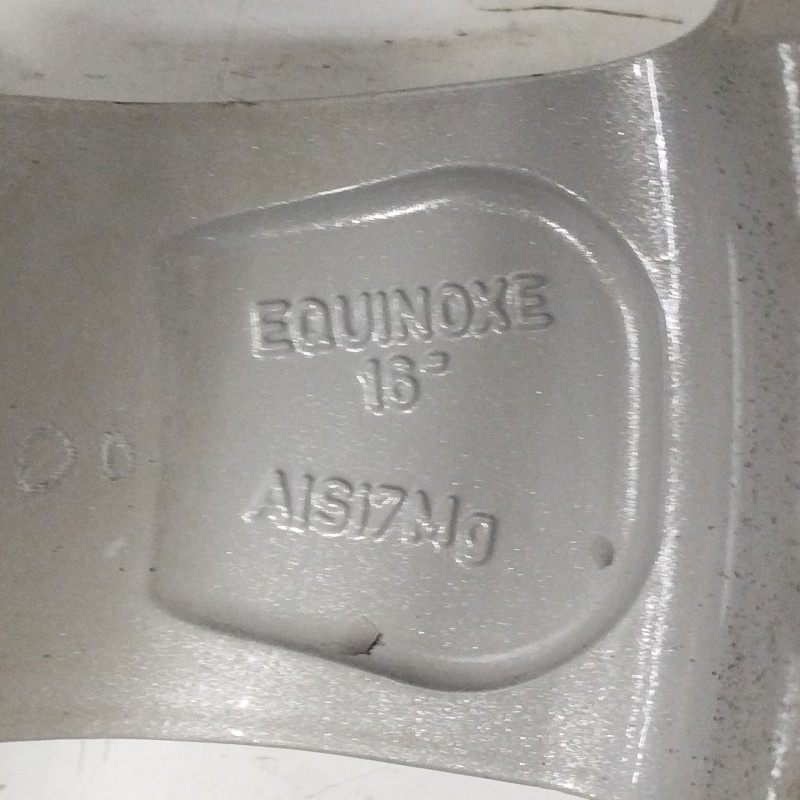 EQUINOXE
16"
AlSi7Mg